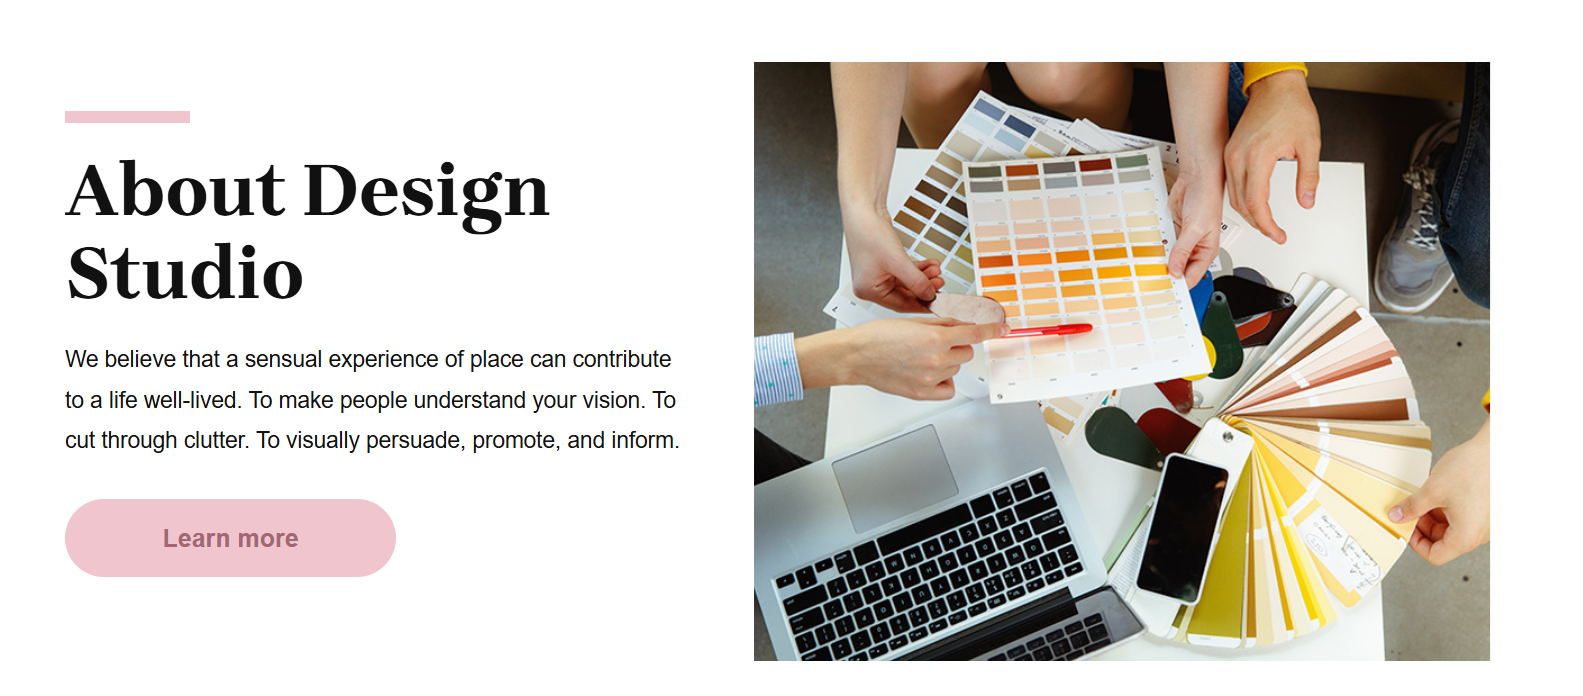 About Design
Studio
We believe that a sensual experience of place can contribute
to a life well-lived. To make people understand your vision. To
cut through clutter. To visually persuade, promote, and inform.
Learn more